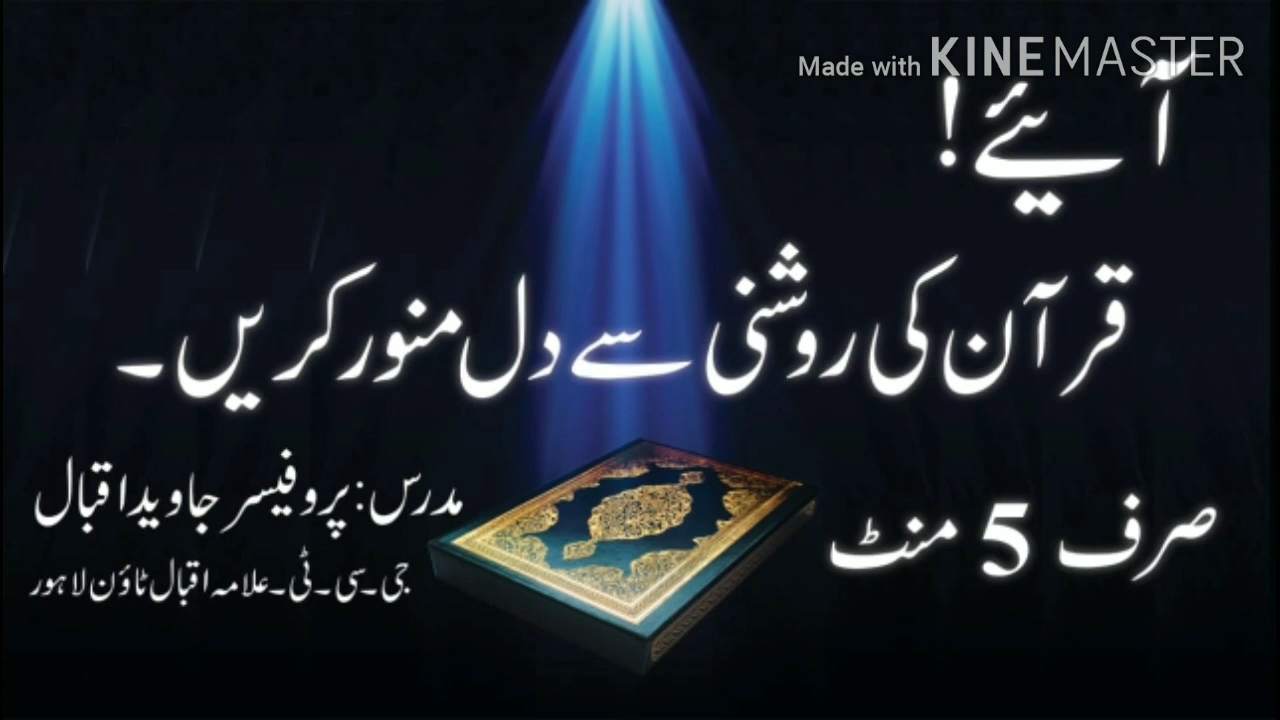 Made with KINEMASTER
آیئے!
قرآن کی روشنی سے دل منور کریں۔
صرف 5 منٹ
مدرس: پروفیسر جاوید اقبال
جی۔سی۔ٹی۔علامہ اقبال ٹاؤن لاہور